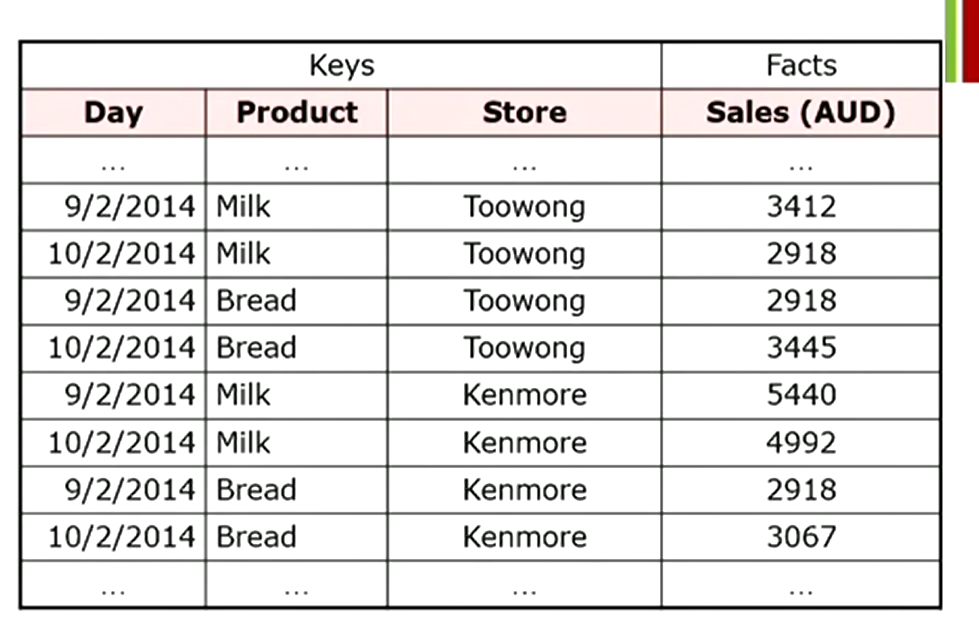 Keys Facts
Day Product Store Sales (AUD)
... ... ... ...
9/2/2014 Milk Toowong 3412
10/2/2014 Milk Toowong 2918
9/2/2014 Bread Toowong 2918
10/2/2014 Bread Toowong 3445
9/2/2014 Milk Kenmore 5440
10/2/2014 Milk Kenmore 4992
9/2/2014 Bread Kenmore 2918
10/2/2014 Bread Kenmore 3067
... ... ... ...